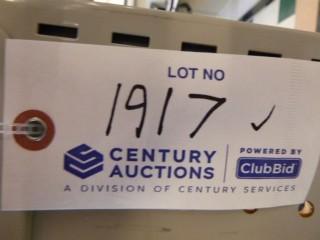 LOT NO
1917 ✓
CENTURY AUCTIONS
POWERED BY
ClubBid
A DIVISION OF CENTURY SERVICES